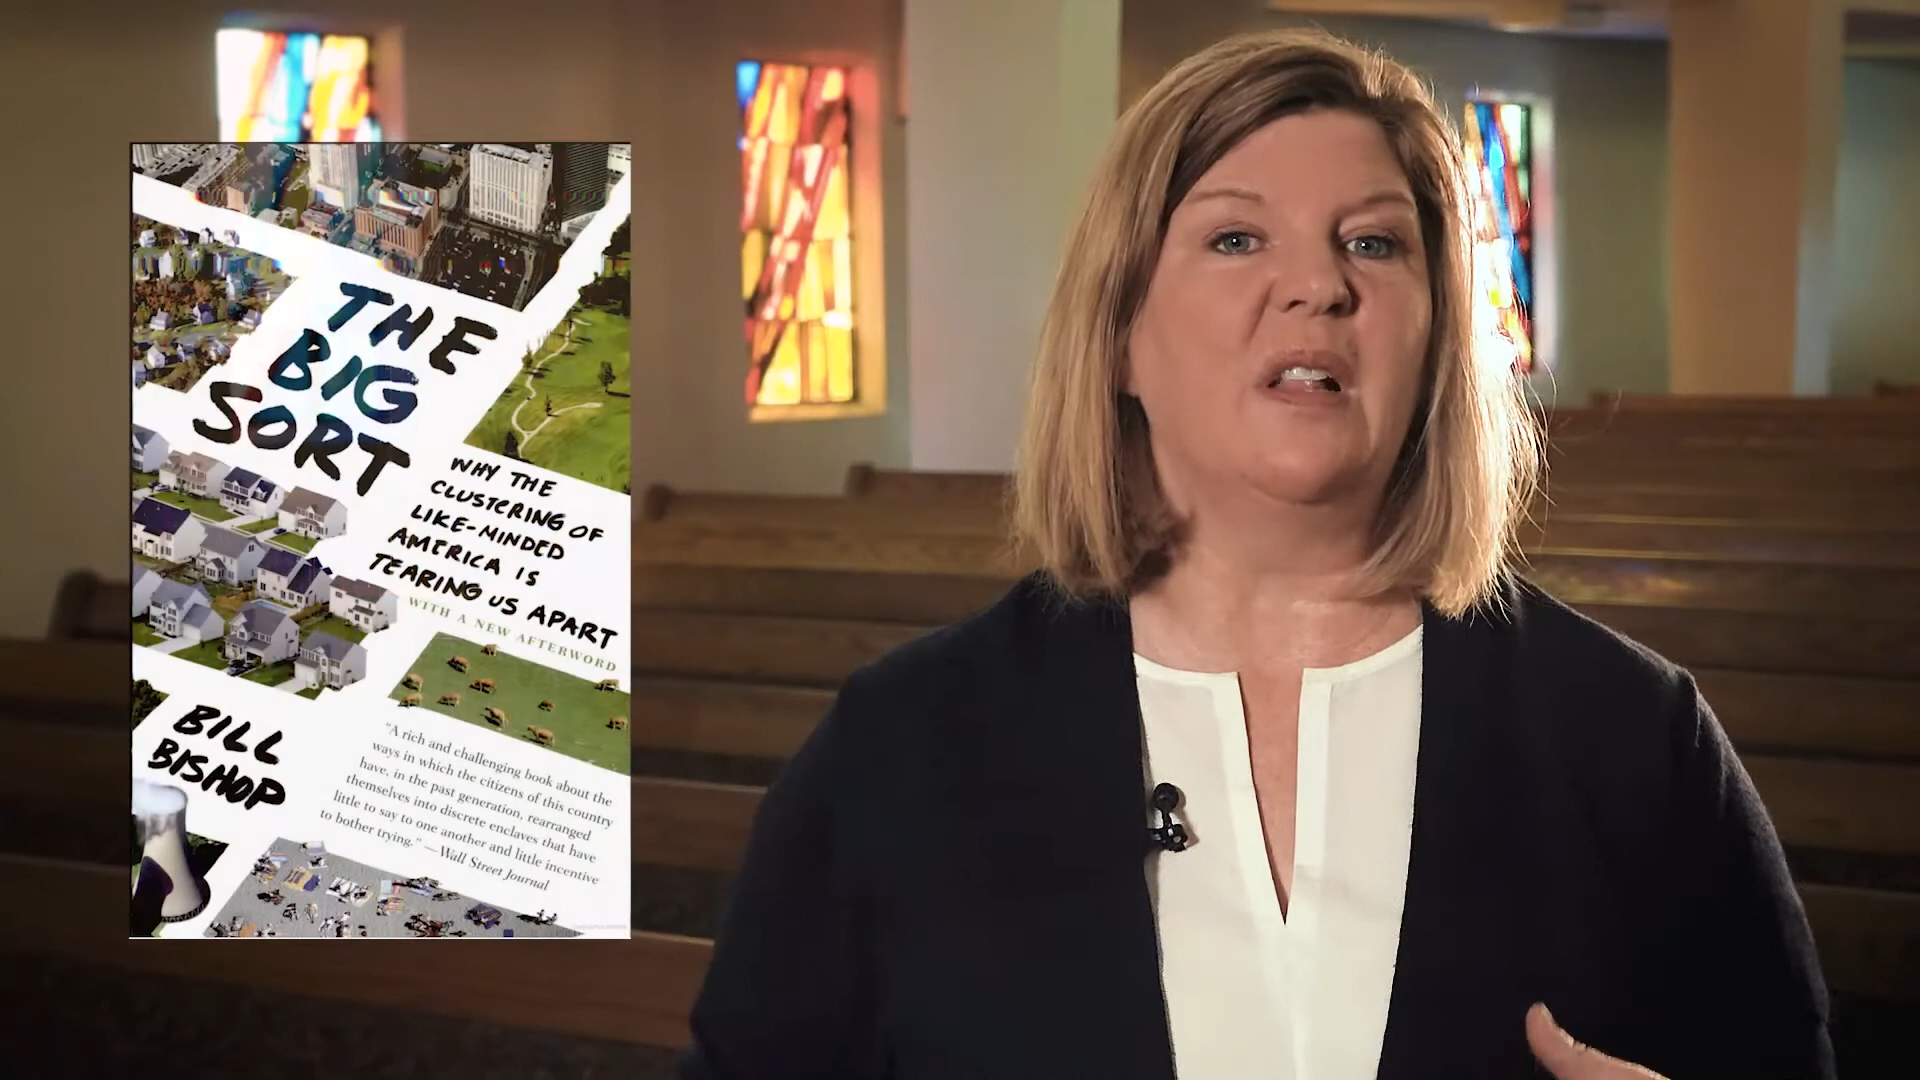 THE
BIG
SORT
WHY THE
CLUSTERING OF
LIKE-MINDED
AMERICA IS
TEARING US APART
WITH A NEW AFTERWORD
BILL
BISHOP
"A rich and challenging book about the
ways in which the citizens of this country
have, in the past generation, rearranged
themselves into discrete enclaves that have
little to say to one another and little incentive
to bother trying." —Wall Street Journal